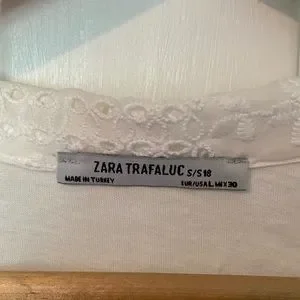 ZARA TRAFALUC S/S18
MADE IN TURKEY EUR/USA L MEX 30